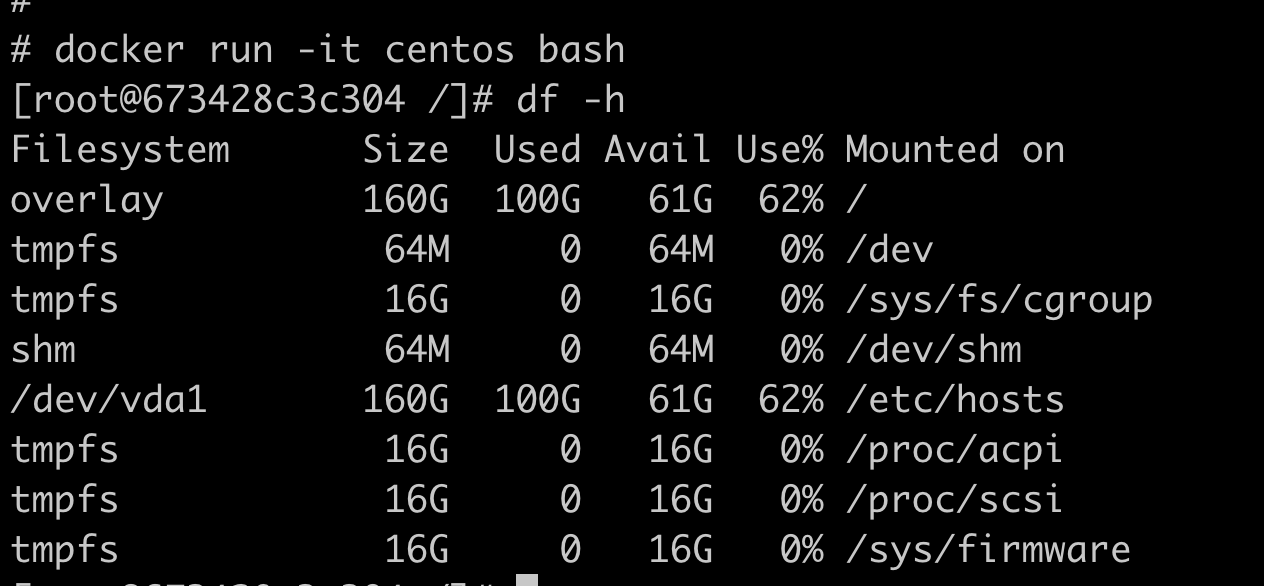 #
# docker run -it centos bash
[root@673428c3c304 /]# df -h
Filesystem Size Used Avail Use% Mounted on
overlay 160G 100G 61G 62% /
tmpfs 64M 0 64M 0% /dev
tmpfs 16G 0 16G 0% /sys/fs/cgroup
shm 64M 0 64M 0% /dev/shm
/dev/vda1 160G 100G 61G 62% /etc/hosts
tmpfs 16G 0 16G 0% /proc/acpi
tmpfs 16G 0 16G 0% /proc/scsi
tmpfs 16G 0 16G 0% /sys/firmware
[root@673428c3c304 /]#